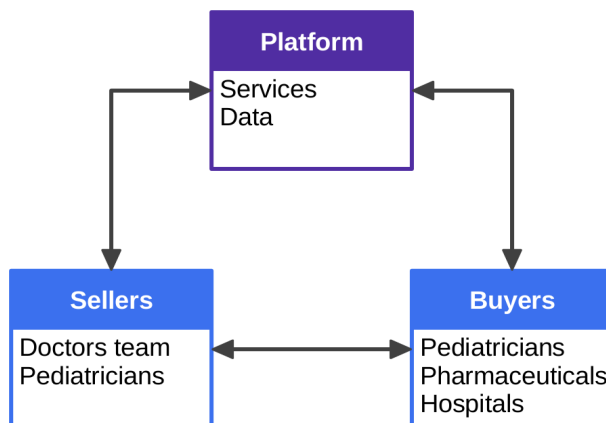 Platform
Services
Data
Sellers
Doctors team
Pediatricians
Buyers
Pediatricians
Pharmaceuticals
Hospitals